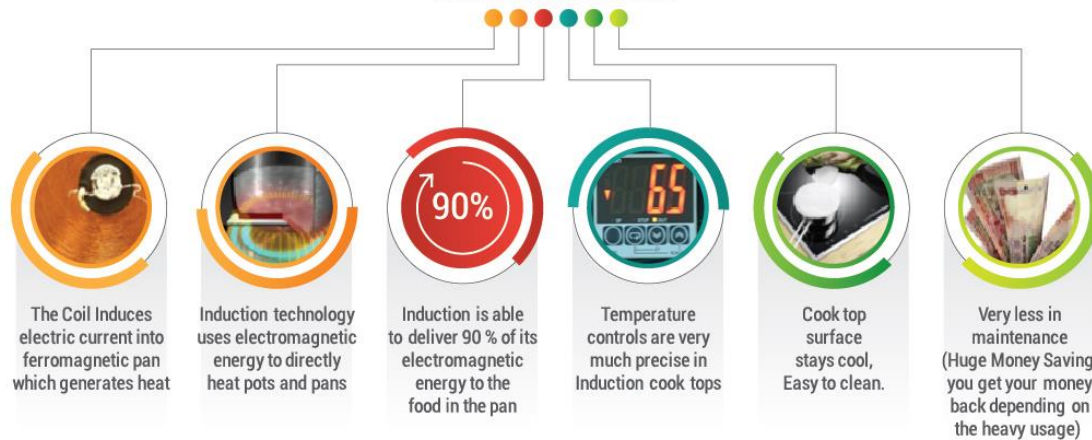 90%
65
The Coil Induces
electric current into
ferromagnetic pan
which generates heat
Induction technology
uses electromagnetic
energy to directly
heat pots and pans
Induction is able
to deliver 90 % of its
electromagnetic
energy to the
food in the pan
Temperature
controls are very
much precise in
Induction cook tops
Cook top
surface
stays cool,
Easy to clean.
Very less in
maintenance
(Huge Money Saving
you get your money
back depending on
the heavy usage)